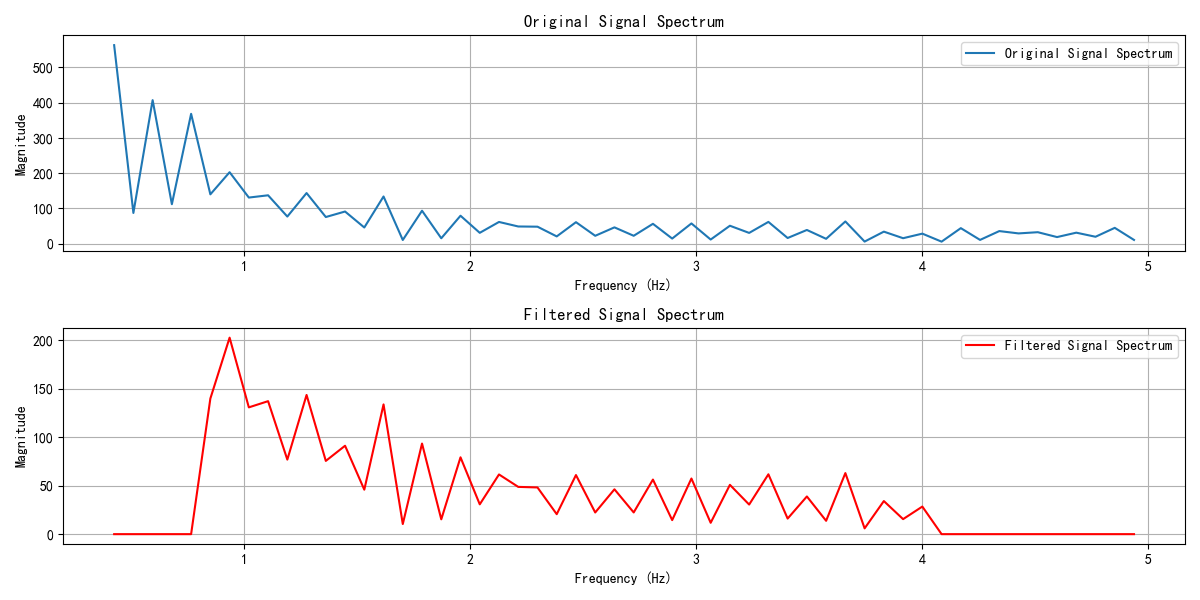 Original Signal Spectrum
Original Signal Spectrum
Magnitude
500
400
300
200
100
0
1 2 3 4 5
Frequency (Hz)
Filtered Signal Spectrum
Filtered Signal Spectrum
Magnitude
200
150
100
50
0
1 2 3 4 5
Frequency (Hz)